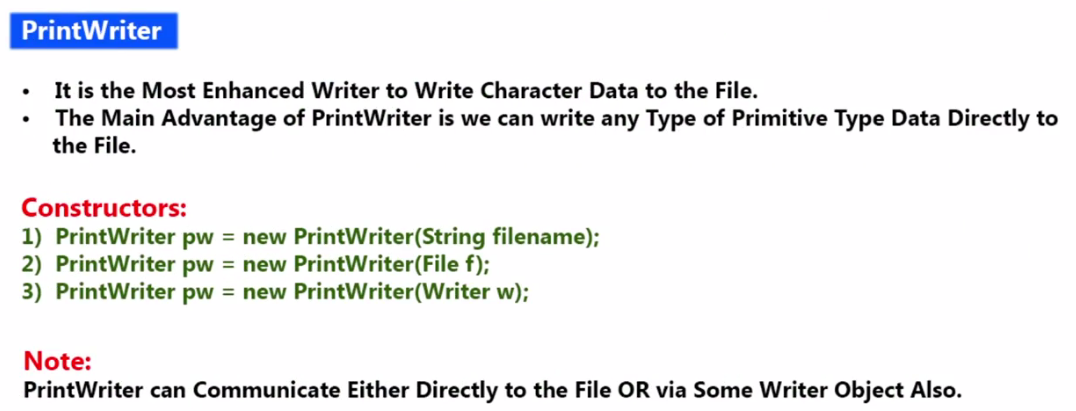 PrintWriter
• It is the Most Enhanced Writer to Write Character Data to the File.
• The Main Advantage of PrintWriter is we can write any Type of Primitive Type Data Directly to
the File.
Constructors:
1) PrintWriter pw = new PrintWriter(String filename);
2) PrintWriter pw = new PrintWriter(File f);
3) PrintWriter pw = new PrintWriter(Writer w);
Note:
PrintWriter can Communicate Either Directly to the File OR via Some Writer Object Also.